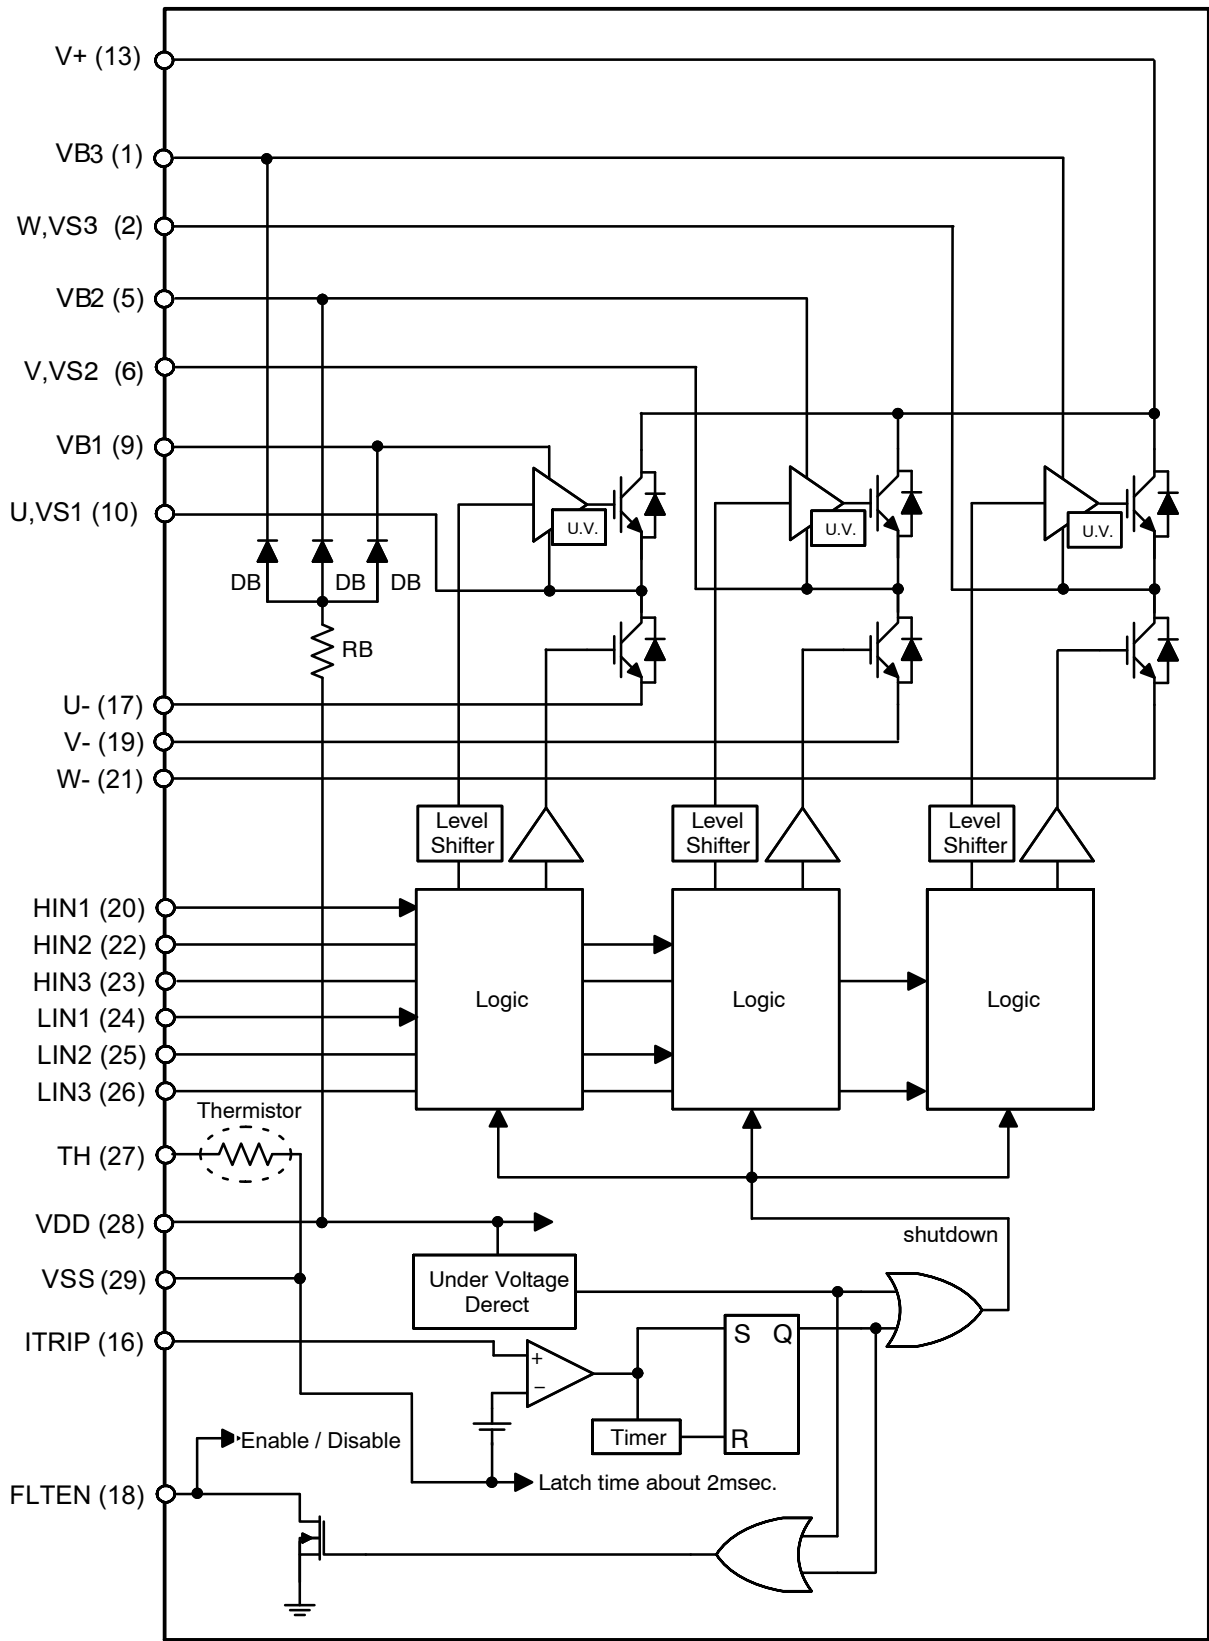 V+ (13)
VB3 (1)
W,VS3 (2)
VB2 (5)
V,VS2 (6)
VB1 (9)
U,VS1 (10)
U.V.
U.V.
U.V.
DB
DB
DB
RB
U- (17)
V- (19)
W- (21)
Level
Shifter
Level
Shifter
Level
Shifter
HIN1 (20)
HIN2 (22)
HIN3 (23)
LIN1 (24)
LIN2 (25)
LIN3 (26)
Logic
Logic
Logic
Thermistor
TH (27)
VDD (28)
VSS (29)
ITRIP (16)
shutdown
Under Voltage
Derect
S Q
R
+
−
Timer
Enable / Disable
Latch time about 2msec.
FLTEN (18)